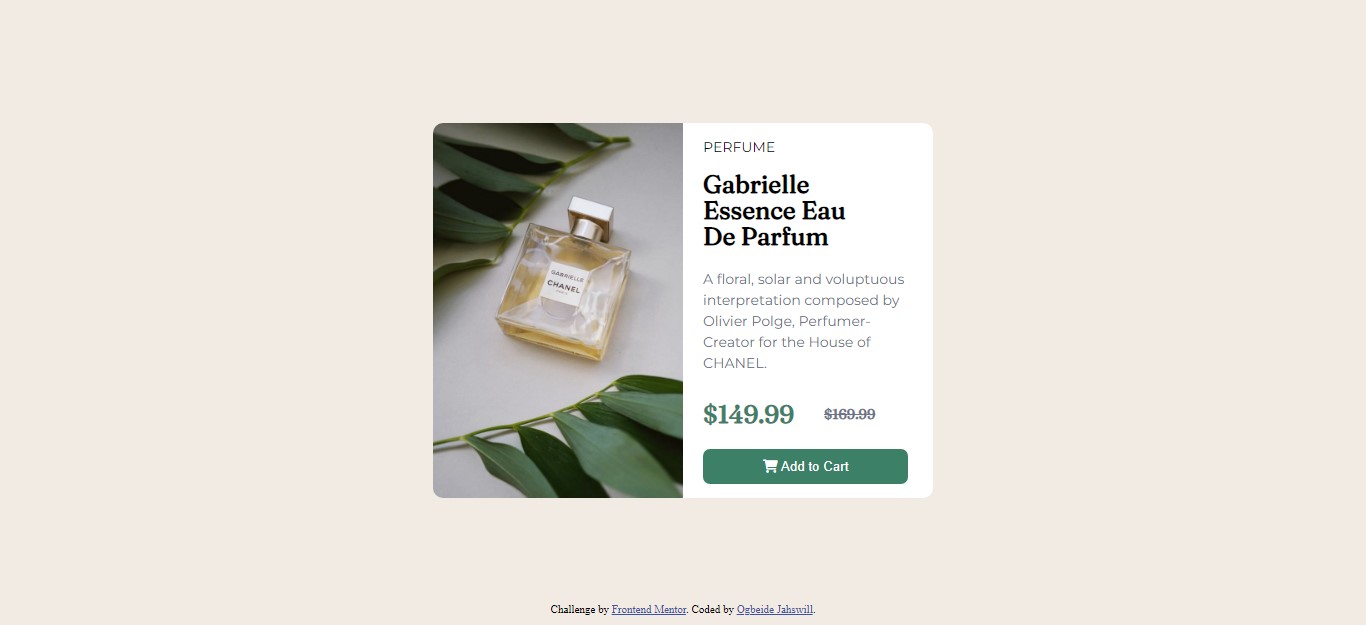 GABRIELLE
CHANEL
PARIS
PERFUME
Gabrielle
Essence Eau
De Parfum
A floral, solar and voluptuous
interpretation composed by
Olivier Polge, Perfumer-
Creator for the House of
CHANEL.
$149.99 $169.99
Add to Cart
Challenge by Frontend Mentor. Coded by Ogbeide Jahswill.